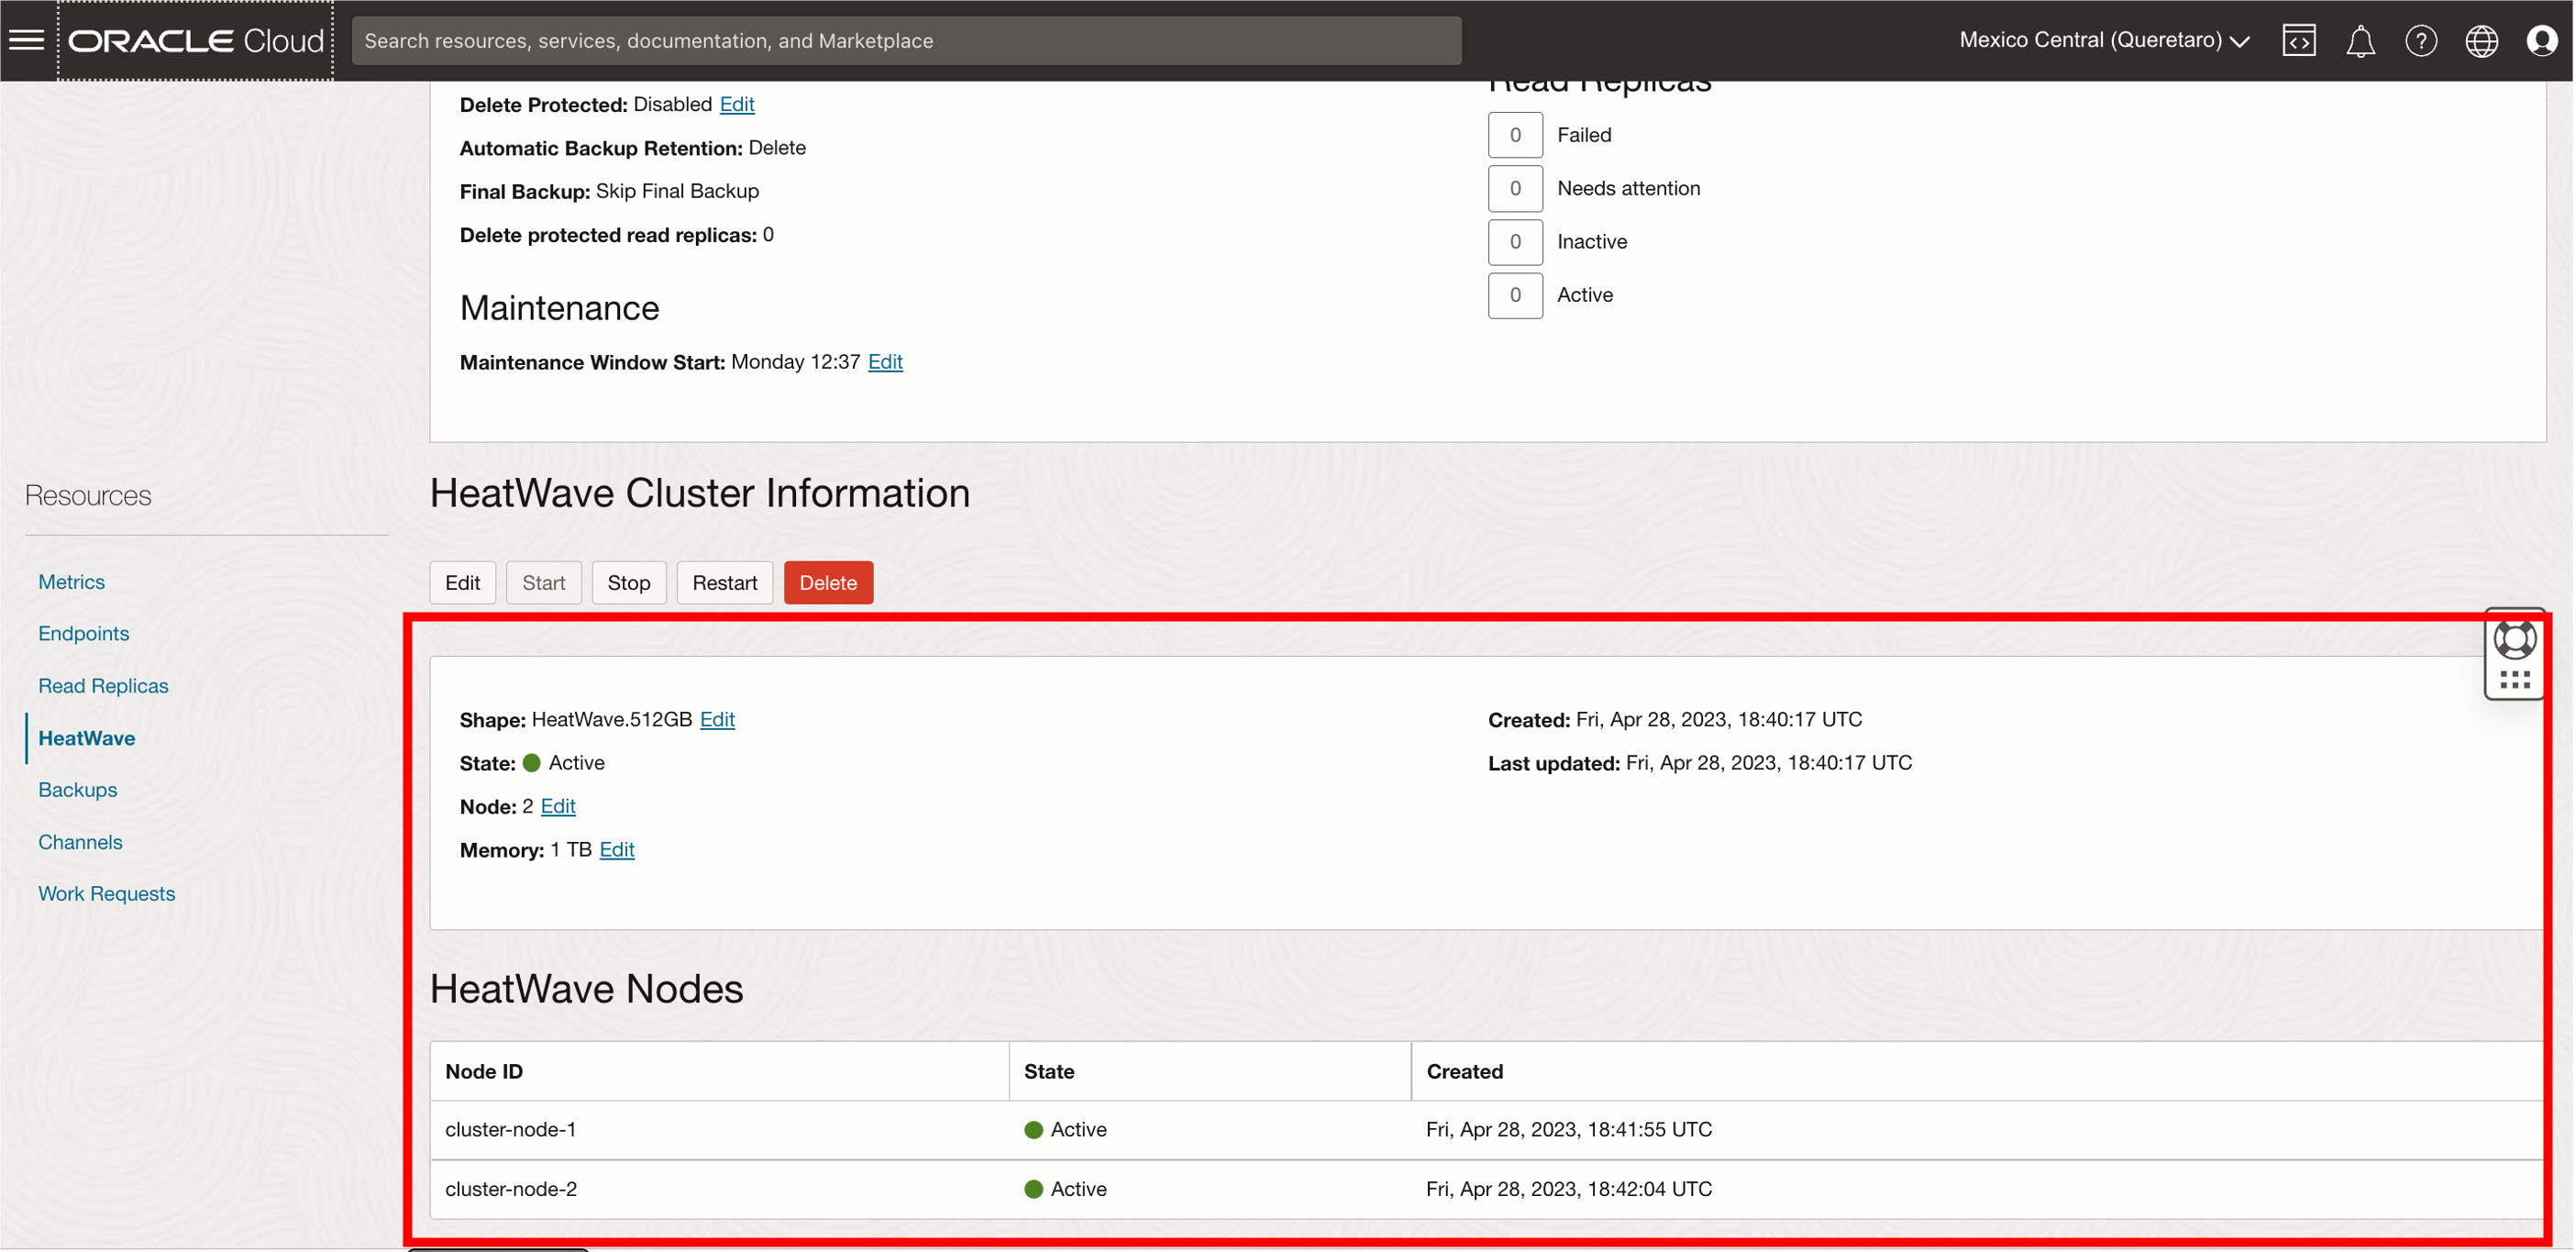 ORACLE Cloud
Search resources, services, documentation, and Marketplace
Mexico Central (Queretaro)
Delete Protected: Disabled Edit
Automatic Backup Retention: Delete
Final Backup: Skip Final Backup
Delete protected read replicas: 0
Maintenance
Maintenance Window Start: Monday 12:37 Edit
Read Replicas
0 Failed
0 Needs attention
0 Inactive
0 Active
Resources
Metrics
Endpoints
Read Replicas
HeatWave
Backups
Channels
Work Requests
HeatWave Cluster Information
Edit Start Stop Restart Delete
Shape: HeatWave.512GB Edit
State: Active
Node: 2 Edit
Memory: 1 TB Edit
Created: Fri, Apr 28, 2023, 18:40:17 UTC
Last updated: Fri, Apr 28, 2023, 18:40:17 UTC
HeatWave Nodes
Node ID State Created
cluster-node-1 Active Fri, Apr 28, 2023, 18:41:55 UTC
cluster-node-2 Active Fri, Apr 28, 2023, 18:42:04 UTC